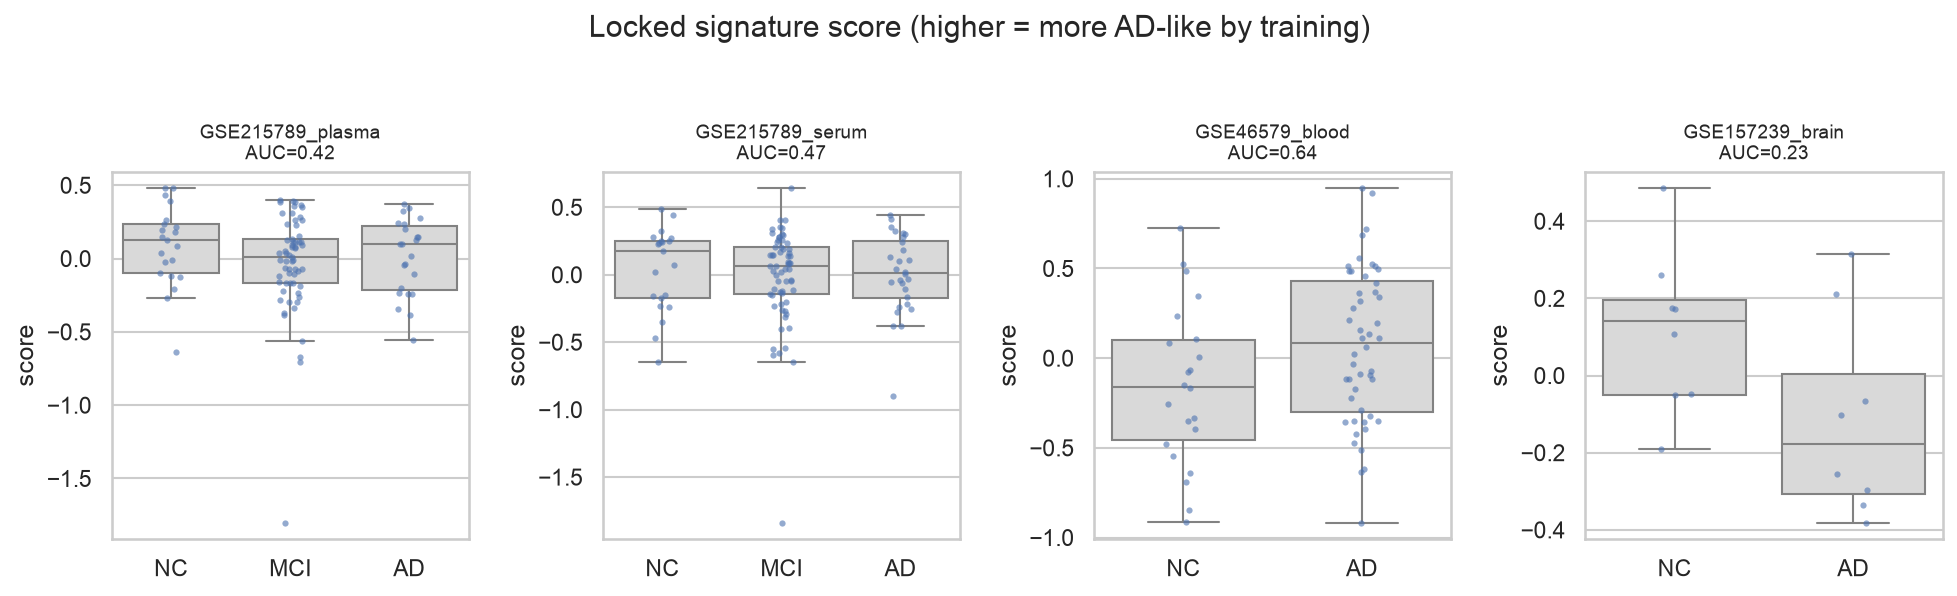 Locked signature score (higher = more AD-like by training)
GSE215789_plasma
AUC=0.42
score
0.5
0.0
−0.5
−1.0
−1.5
NC
MCI
AD
GSE215789_serum
AUC=0.47
score
0.5
0.0
−0.5
−1.0
−1.5
NC
MCI
AD
GSE46579_blood
AUC=0.64
score
1.0
0.5
0.0
−0.5
−1.0
NC
AD
GSE157239_brain
AUC=0.23
score
0.4
0.2
0.0
−0.2
−0.4
NC
AD